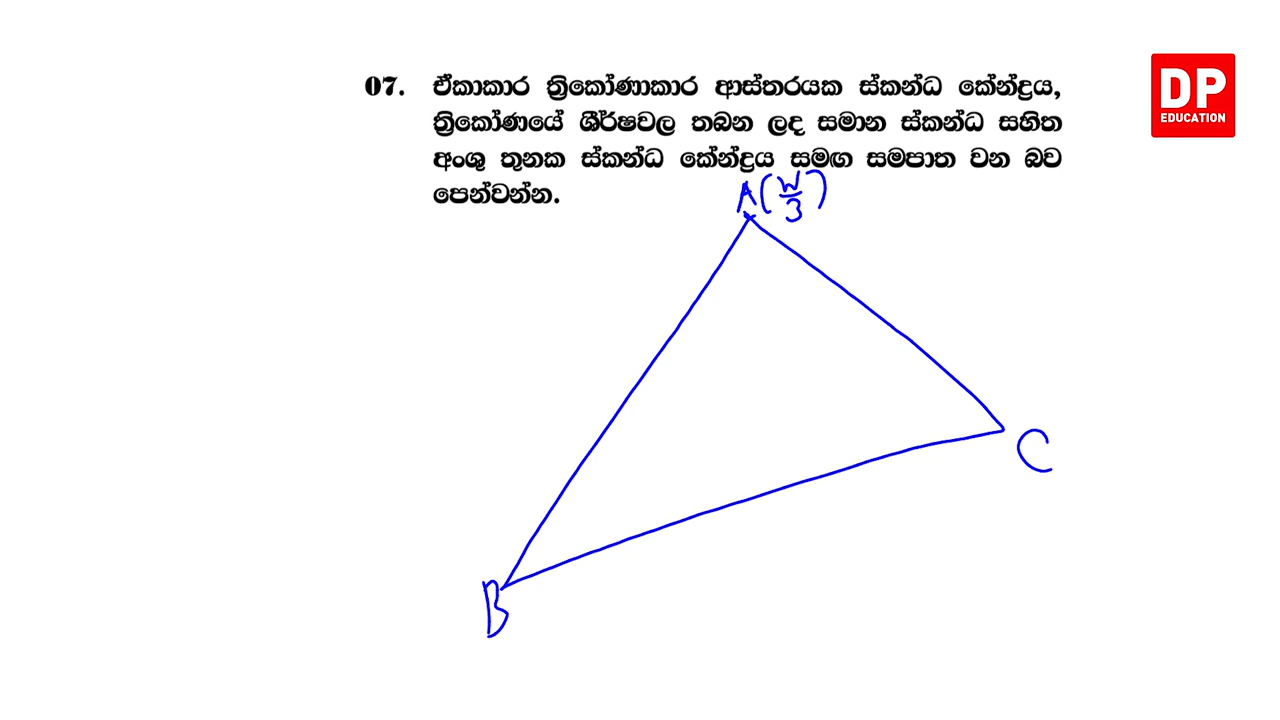 07. ඒකාකාර ත්‍රිකෝණාකාර ආස්තරයක ස්කන්ධ කේන්ද්‍රය,
ත්‍රිකෝණයේ ශීර්ෂවල තබන ලද සමාන ස්කන්ධ සහිත
අංශු තුනක ස්කන්ධ කේන්ද්‍රය සමඟ සමපාත වන බව
පෙන්වන්න.
DP
EDUCATION
A (W/3)
C
B